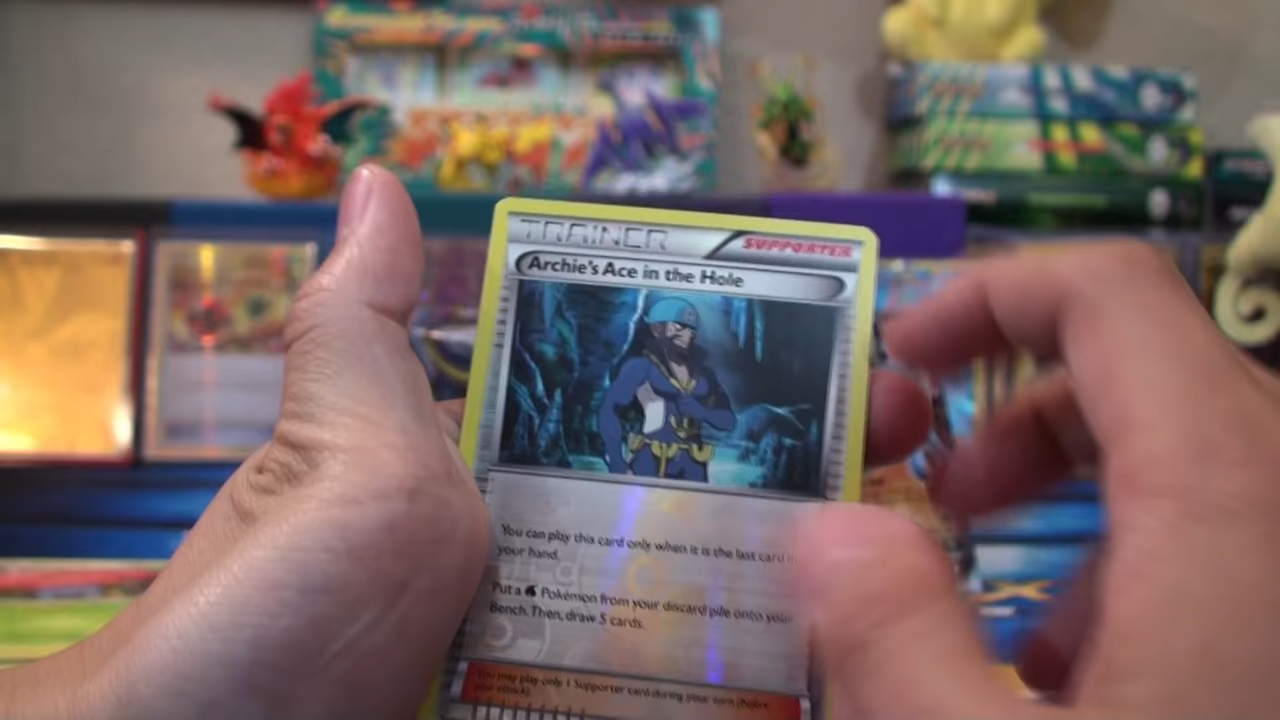 TRAINER
SUPPORTER
Archie's Ace in the Hole
You can play this card only when it is the last card
your hand.
Put a Pokémon from your discard pile onto your
Bench. Then, draw 5 cards.
You may play only 1 Supporter card during your turn (before
your attack).